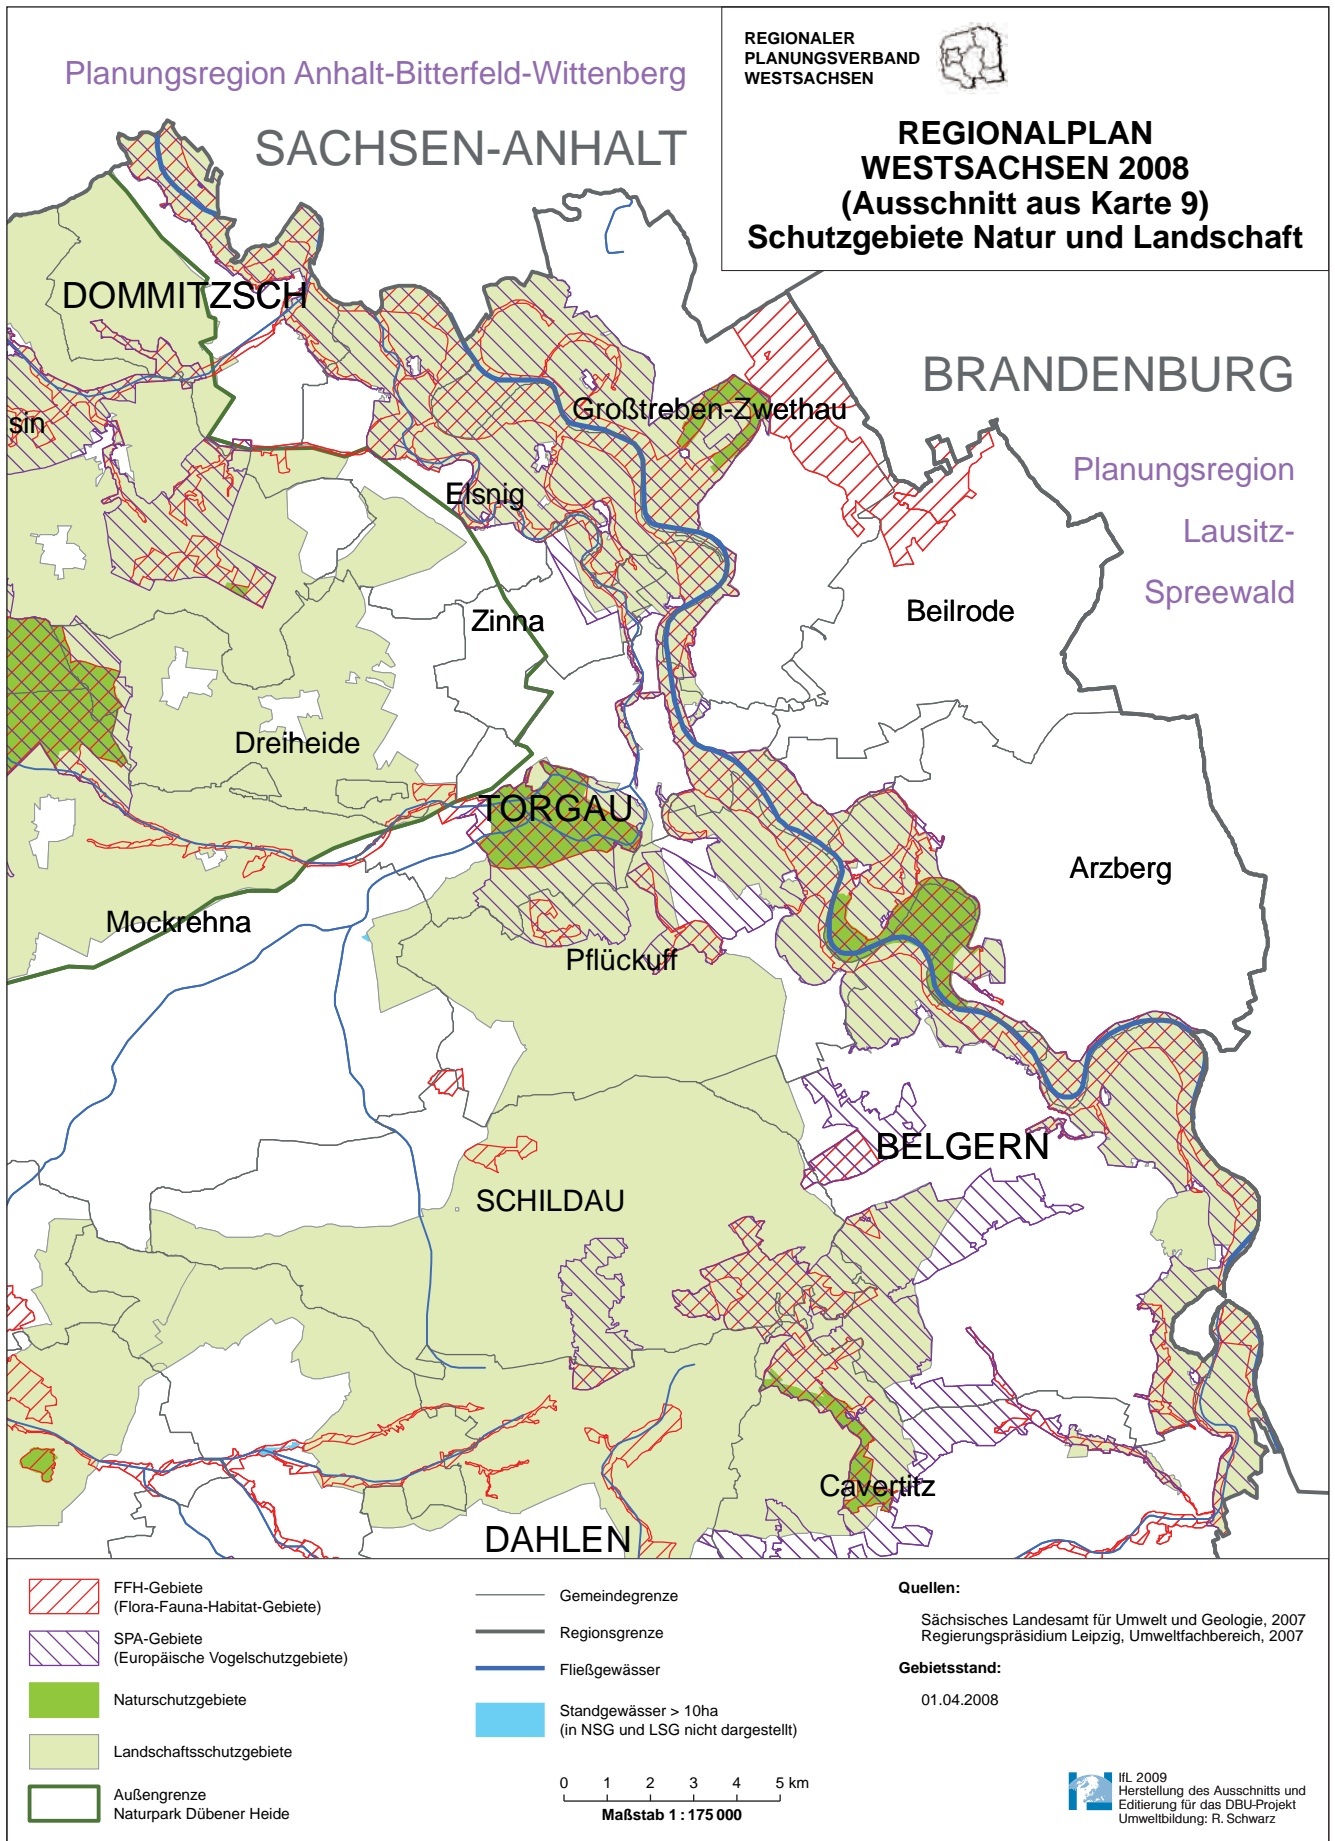 REGIONALER
PLANUNGSVERBAND
WESTSACHSEN
REGIONALPLAN
WESTSACHSEN 2008
(Ausschnitt aus Karte 9)
Schutzgebiete Natur und Landschaft
Planungsregion Anhalt-Bitterfeld-Wittenberg
SACHSEN-ANHALT
DOMMITZSCH
BRANDENBURG
Großtreben-Zwethau
sin
Planungsregion
Lausitz-
Spreewald
Elsnig
Zinna
Beilrode
Dreiheide
TORGAU
Arzberg
Mockrehna
Pflückuff
BELGERN
SCHILDAU
Cavertitz
DAHLEN
FFH-Gebiete
(Flora-Fauna-Habitat-Gebiete)
SPA-Gebiete
(Europäische Vogelschutzgebiete)
Naturschutzgebiete
Landschaftsschutzgebiete
Außengrenze
Naturpark Dübener Heide
Gemeindegrenze
Regionsgrenze
Fließgewässer
Standgewässer > 10ha
(in NSG und LSG nicht dargestellt)
0 1 2 3 4 5 km
Maßstab 1 : 175 000
Quellen:
Sächsisches Landesamt für Umwelt und Geologie, 2007
Regierungspräsidium Leipzig, Umweltfachbereich, 2007
Gebietsstand:
01.04.2008
IfL 2009
Herstellung des Ausschnitts und
Editierung für das DBU-Projekt
Umweltbildung: R. Schwarz